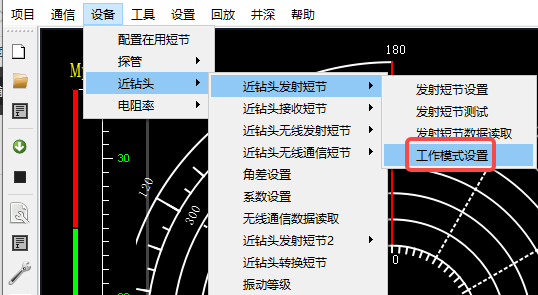 项目 通信 设备 工具 设置 回放 井深 升级
配置在用短节
探管
近钻头
电阻率
近钻头发射短节
近钻头接收短节
近钻头无线发射短节
近钻头无线通信短节
角差设置
系数设置
无线通信数据读取
近钻头发射短节2
近钻头转换短节
振动等级
发射短节设置
发射短节测试
发射短节数据读取
工作模式设置
180
30
120
300
0